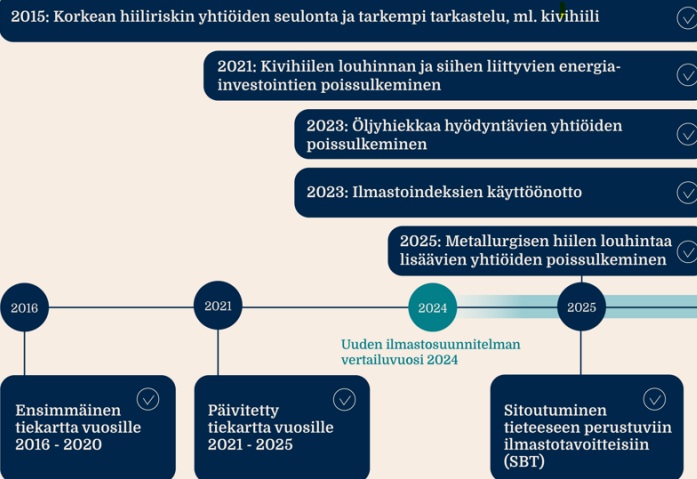 2015: Korkean hiiliriskin yhtiöiden seulonta ja tarkempi tarkastelu, ml. kivihiili
2021: Kivihiilen louhinnan ja siihen liittyvien energia-
investointien poissulkeminen
2023: Öljyhiekkaa hyödyntävien yhtiöiden
poissulkeminen
2023: Ilmastoindeksien käyttöönotto
2025: Metallurgisen hiilen louhintaa
lisäävien yhtiöiden poissulkeminen
2016
2021
2024
2025
Uuden ilmastosuunnitelman
vertailuvuosi 2024
Ensimmäinen
tiekartta vuosille
2016 - 2020
Päivitetty
tiekartta vuosille
2021 - 2025
Sitoutuminen
tieteeseen perustuviin
ilmastotavoitteisiin
(SBT)